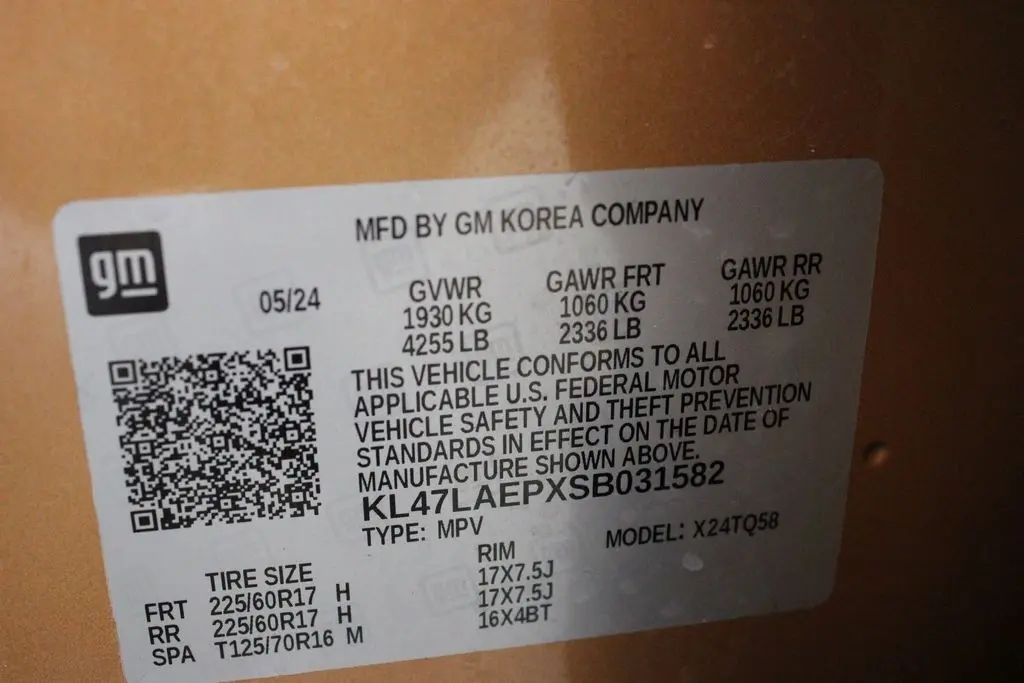 gm
MFD BY GM KOREA COMPANY
05/24
GVWR GAWR FRT GAWR RR
1930 KG 1060 KG 1060 KG
4255 LB 2336 LB 2336 LB
THIS VEHICLE CONFORMS TO ALL
APPLICABLE U.S. FEDERAL MOTOR
VEHICLE SAFETY AND THEFT PREVENTION
STANDARDS IN EFFECT ON THE DATE OF
MANUFACTURE SHOWN ABOVE.
KL47LAEPXSB031582
TYPE: MPV MODEL: X24TQ58
TIRE SIZE RIM
FRT 225/60R17 H 17X7.5J
RR 225/60R17 H 17X7.5J
SPA T125/70R16 M 16X4BT